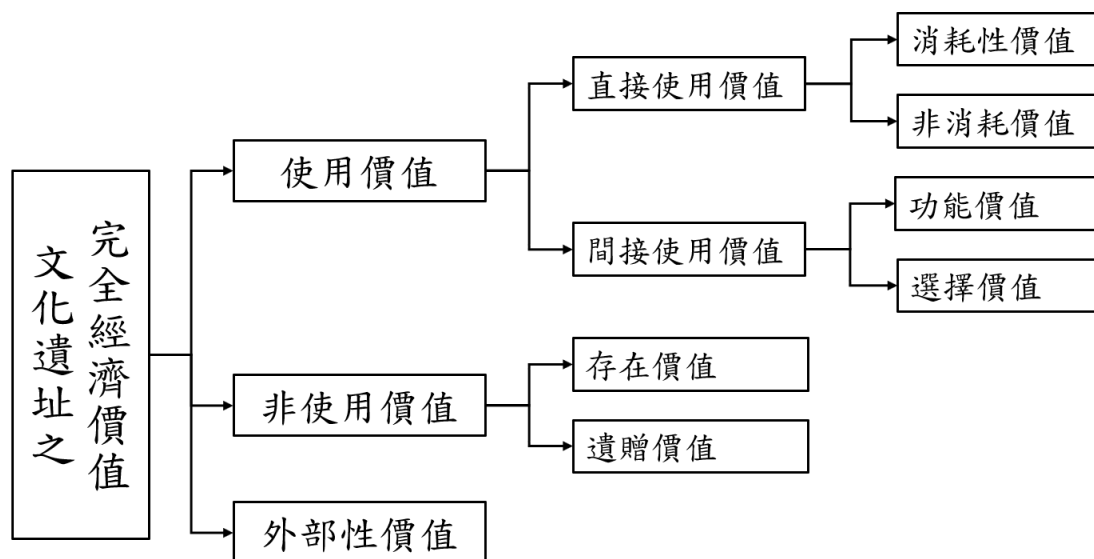 文化遺址之
完全經濟價值
使用價值
直接使用價值
消耗性價值
非消耗價值
間接使用價值
功能價值
選擇價值
非使用價值
存在價值
遺贈價值
外部性價值